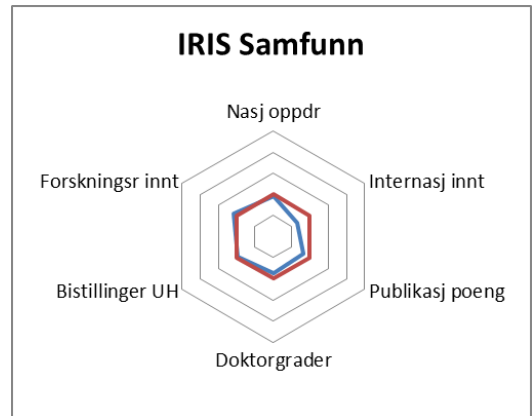 IRIS Samfunn
Nasj oppdr
Forskningsr innt
Internasj innt
Bistillinger UH
Publikasj poeng
Doktorgrader